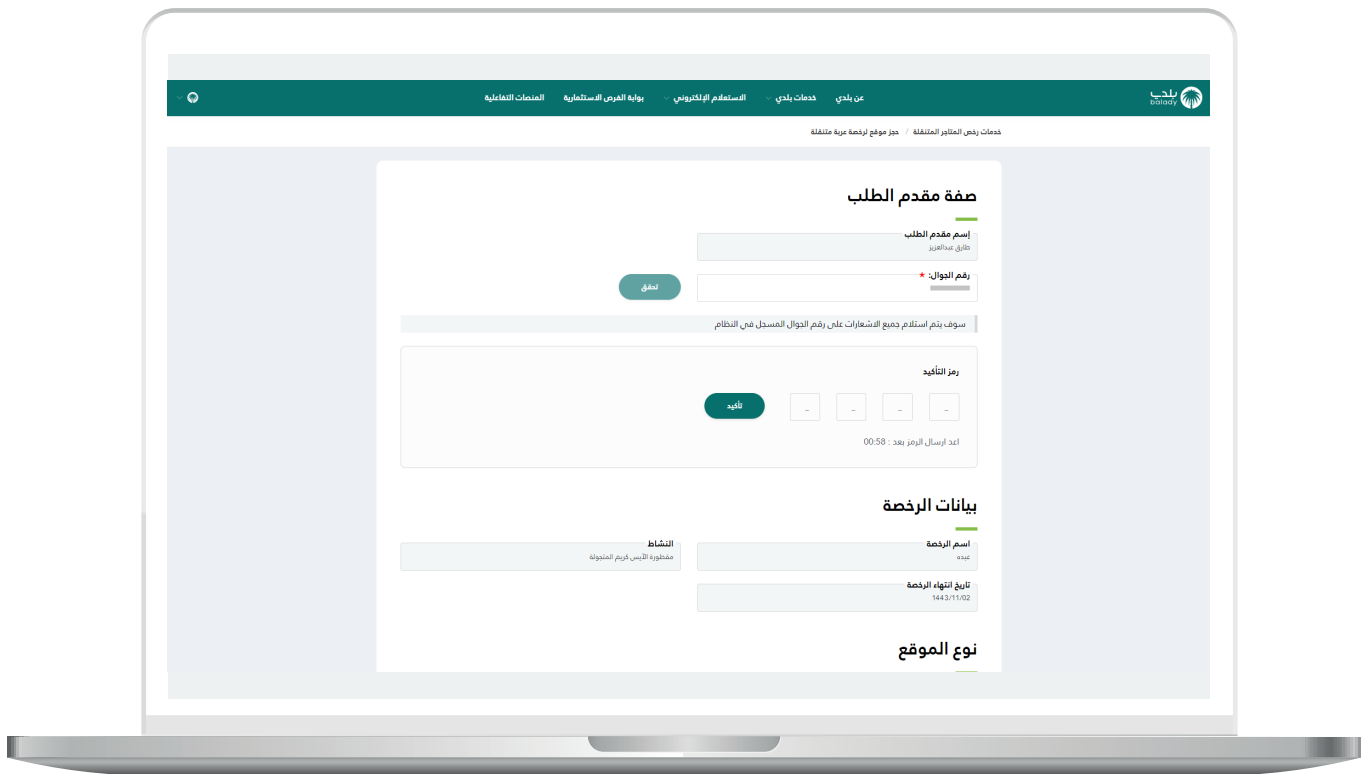 بلدي
balady
عن بلدي خدمات بلدي الاستعلام الإلكتروني بوابة الفرص الاستثمارية المنصات التفاعلية
خدمات رخص المتاجر المتنقلة / حجز موقع لرخصة عربة متنقلة
صفة مقدم الطلب
إسم مقدم الطلب
طارق عبدالعزيز
رقم الجوال: *
تحقق
سوف يتم استلام جميع الاشعارات على رقم الجوال المسجل في النظام
رمز التأكيد
_ _ _ _ تأكيد
اعد ارسال الرمز بعد : 00:58
بيانات الرخصة
اسم الرخصة النشاط
عبده مقطورة الآيس كريم المتجولة
تاريخ انتهاء الرخصة
1443/11/02
نوع الموقع